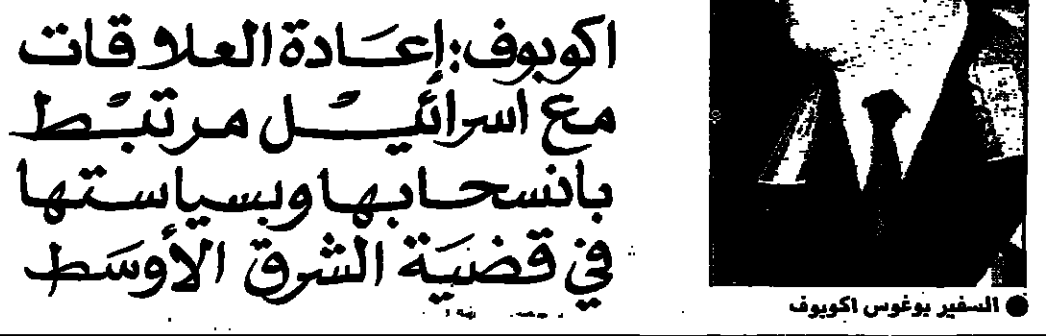 اكوبوف: إعادة العلاقات
مع اسرائيل مرتبط
بانسحابها وبسياستها
في قضية الشرق الأوسط
● السفير بوغوس اكوبوف